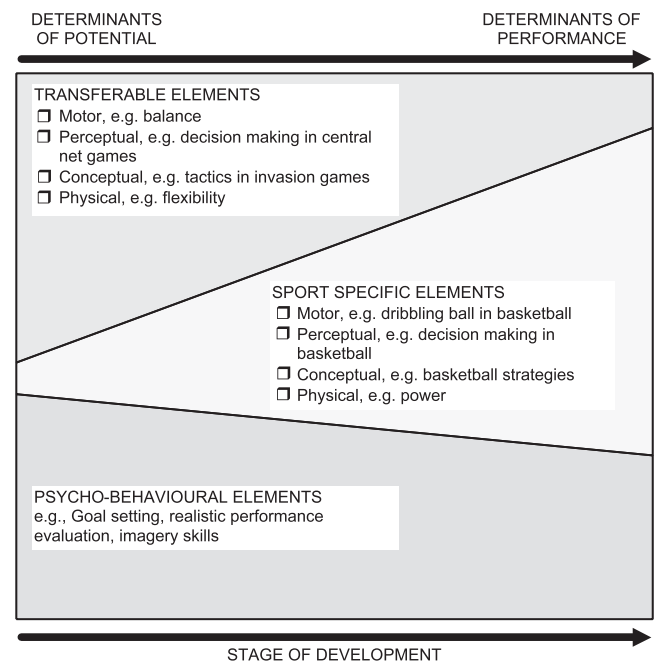 DETERMINANTS
OF POTENTIAL
DETERMINANTS OF
PERFORMANCE
TRANSFERABLE ELEMENTS
❒ Motor, e.g. balance
❒ Perceptual, e.g. decision making in central
net games
❒ Conceptual, e.g. tactics in invasion games
❒ Physical, e.g. flexibility
SPORT SPECIFIC ELEMENTS
❒ Motor, e.g. dribbling ball in basketball
❒ Perceptual, e.g. decision making in
basketball
❒ Conceptual, e.g. basketball strategies
❒ Physical, e.g. power
PSYCHO-BEHAVIOURAL ELEMENTS
e.g., Goal setting, realistic performance
evaluation, imagery skills
STAGE OF DEVELOPMENT